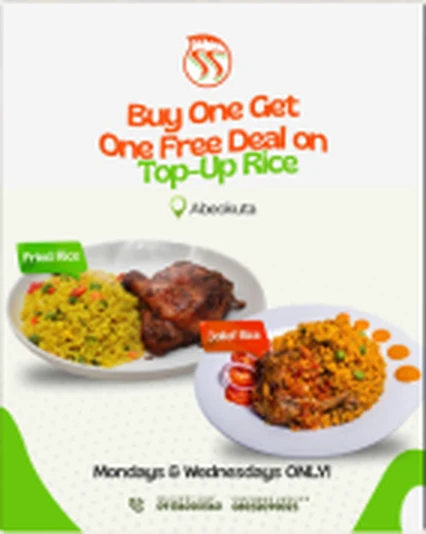 Buy One Get
One Free Deal on
Top-Up Rice
Abeokuta
Fried Rice
Jollof Rice
Mondays & Wednesdays ONLY!